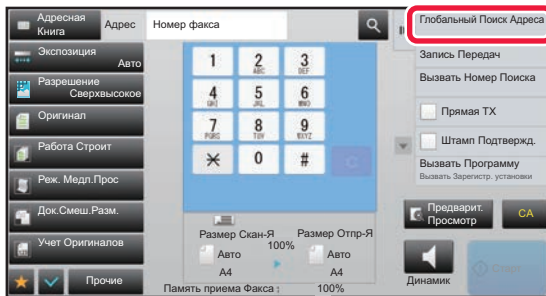 Адресная
Книга
Адрес
Номер факса
Глобальный Поиск Адреса
Экспозиция
Авто
Разрешение
Сверхвысокое
Оригинал
Работа Строит
Реж. Медл.Прос
Док.Смеш.Разм.
Учет Оригиналов
Прочие
1
2
ABC
3
DEF
4
GHI
5
JKL
6
MNO
7
PQRS
8
TUV
9
WXYZ
0
#
C
Размер Скан-Я
Размер Отпр-Я
100%
Авто
A4
Авто
A4
Память приема Факса :
100%
Запись Передач
Вызвать Номер Поиска
Прямая TX
Штамп Подтвержд.
Вызвать Программу
Вызвать Зарегистр. установки
Предварит.
Просмотр
CA
Динамик
Старт